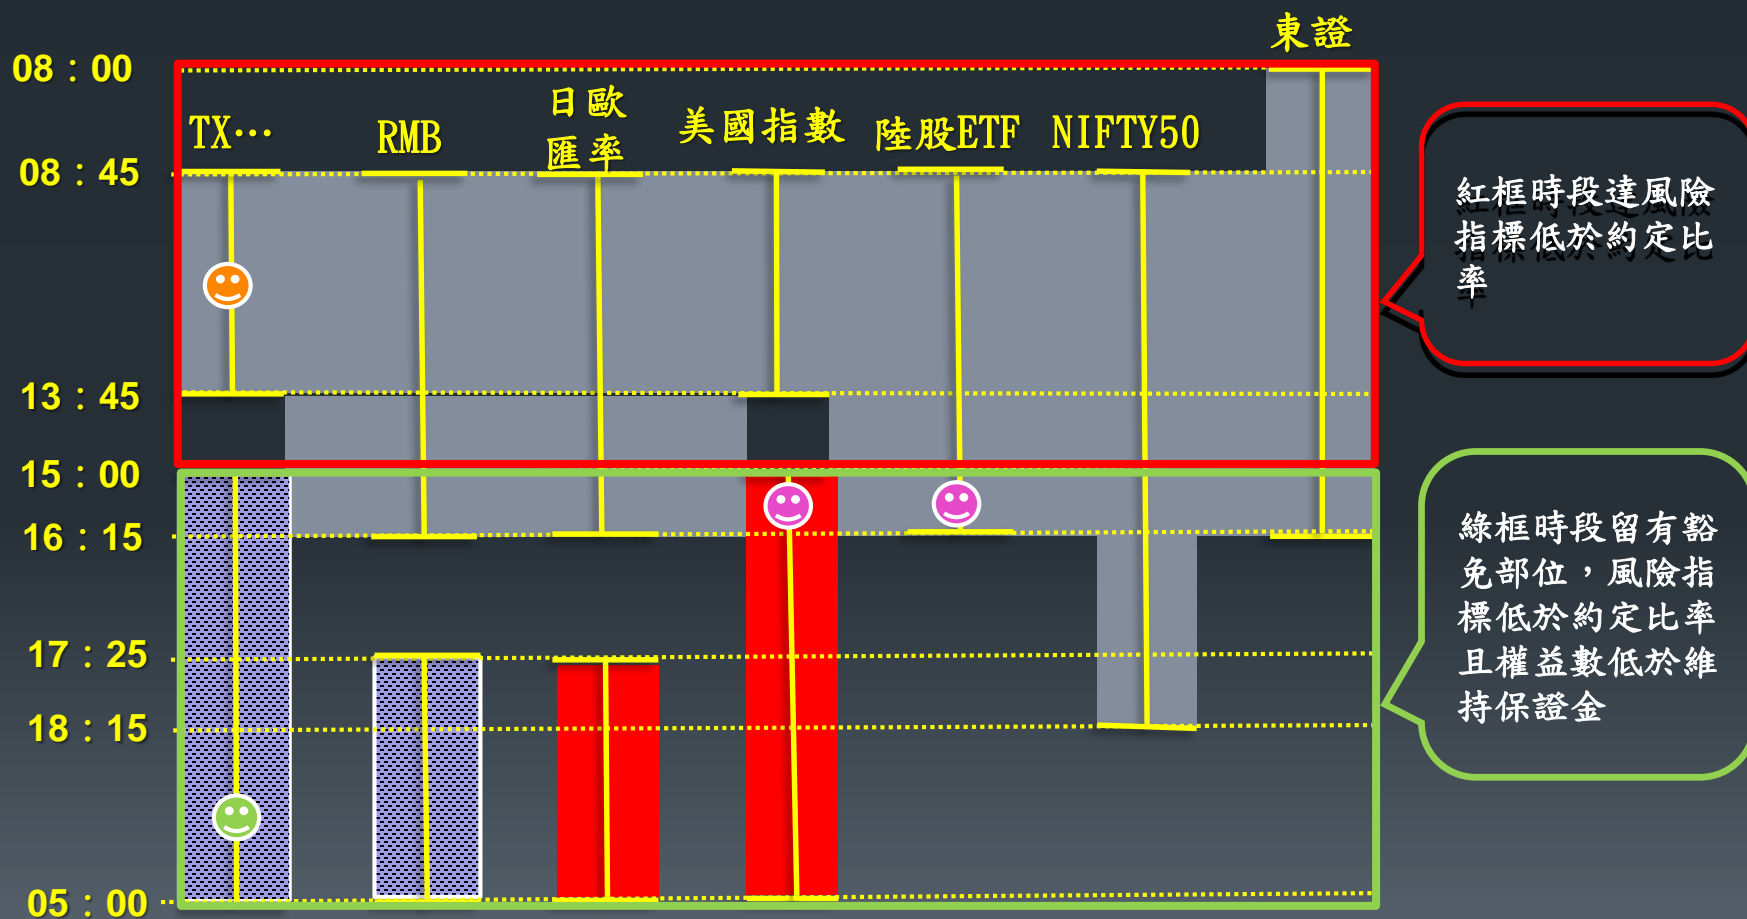 東證
08：00
TX…
RMB
日歐
匯率
美國指數
陸股ETF
NIFTY50
08：45
紅框時段達風險
指標低於約定比
率
13：45
15：00
16：15
17：25
18：15
05：00
綠框時段留有豁
免部位，風險指
標低於約定比率
且權益數低於維
持保證金